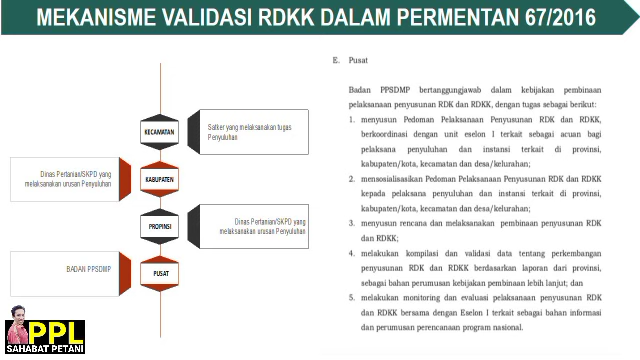 MEKANISME VALIDASI RDKK DALAM PERMENTAN 67/2016
KECAMATAN
Satker yang melaksanakan tugas
Penyuluhan
Dinas Pertanian/SKPD yang
melaksanakan urusan Penyuluhan
KABUPATEN
PROPINSI
Dinas Pertanian/SKPD yang
melaksanakan urusan Penyuluhan
BADAN PPSDMP
PUSAT
PPL
SAHABAT PETANI
E. Pusat
Badan PPSDMP bertanggungjawab dalam kebijakan pembinaan
pelaksanaan penyusunan RDK dan RDKK, dengan tugas sebagai berikut:
1. menyusun Pedoman Pelaksanaan Penyusunan RDK dan RDKK,
berkoordinasi dengan unit eselon I terkait sebagai acuan bagi
pelaksana penyuluhan dan instansi terkait di provinsi,
kabupaten/kota, kecamatan dan desa/kelurahan;
2. mensosialisasikan Pedoman Pelaksanaan Penyusunan RDK dan RDKK
kepada pelaksana penyuluhan dan instansi terkait di provinsi,
kabupaten/kota, kecamatan dan desa/kelurahan;
3. menyusun rencana dan melaksanakan pembinaan penyusunan RDK
dan RDKK;
4. melakukan kompilasi dan validasi data tentang perkembangan
penyusunan RDK dan RDKK berdasarkan laporan dari provinsi,
sebagai bahan perumusan kebijakan pembinaan lebih lanjut; dan
5. melakukan monitoring dan evaluasi pelaksanaan penyusunan RDK
dan RDKK bersama dengan Eselon I terkait sebagai bahan informasi
dan perumusan perencanaan program nasional.